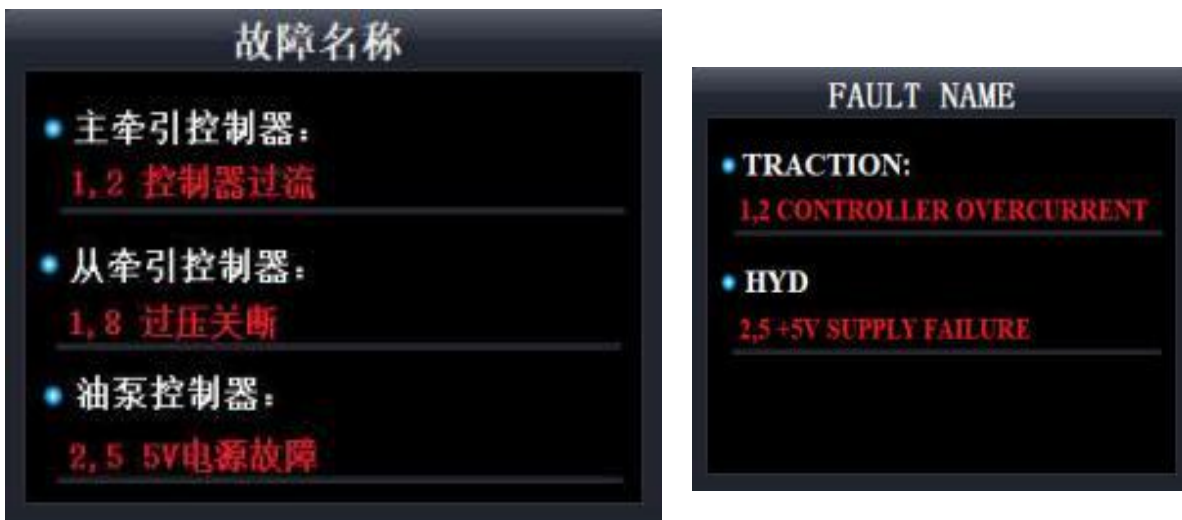 故障名称
主牵引控制器:
1,2 控制器过流
从牵引控制器:
1,8 过压关断
油泵控制器:
2,5 5V电源故障
FAULT NAME
TRACTION:
1,2 CONTROLLER OVERCURRENT
HYD
2,5 +5V SUPPLY FAILURE